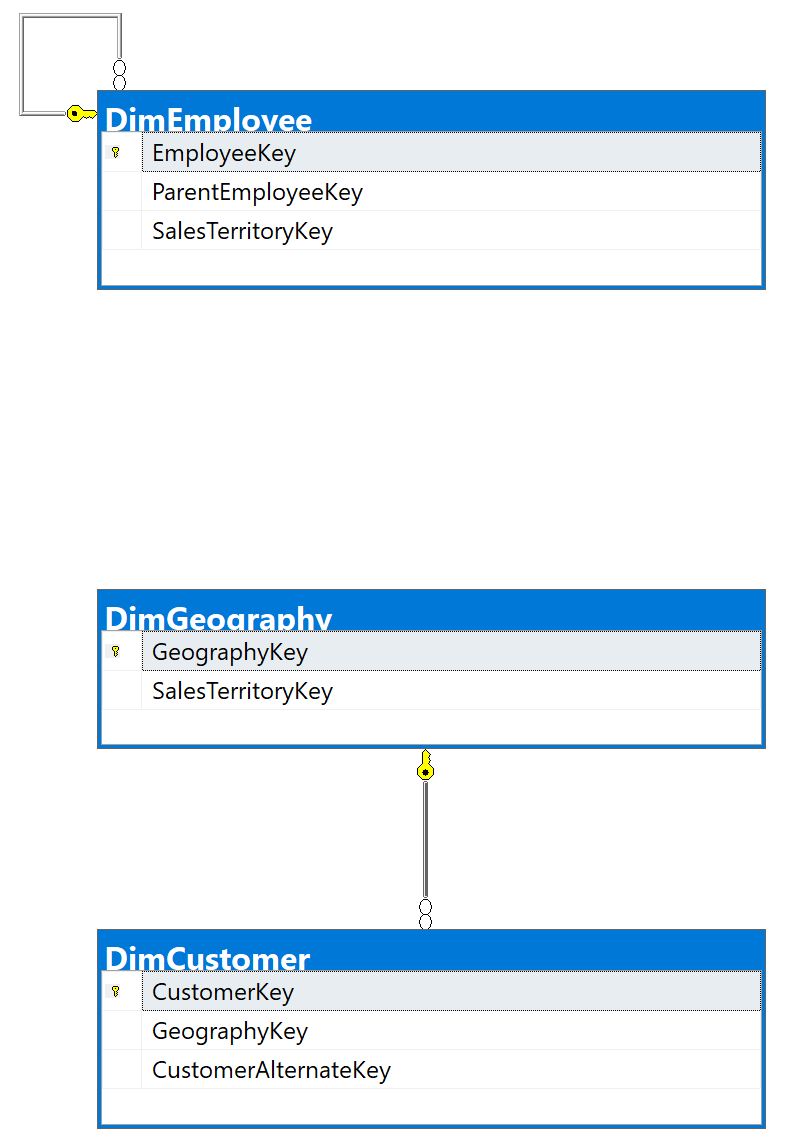 DimEmployee
EmployeeKey
ParentEmployeeKey
SalesTerritoryKey
DimGeography
GeographyKey
SalesTerritoryKey
DimCustomer
CustomerKey
GeographyKey
CustomerAlternateKey